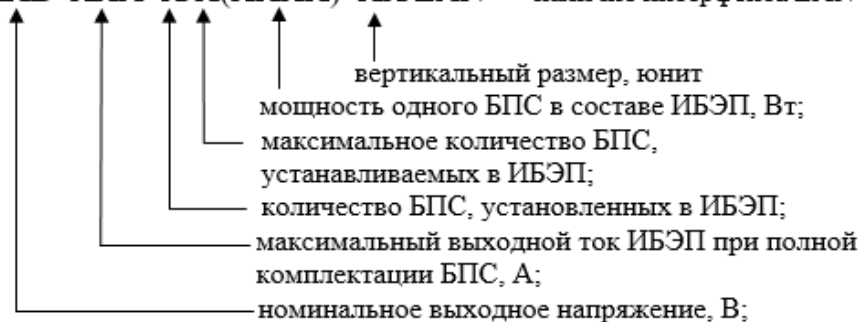 вертикальный размер, юнит
мощность одного БПС в составе ИБЭП, Вт;
максимальное количество БПС,
устанавливаемых в ИБЭП;
количество БПС, установленных в ИБЭП;
максимальный выходной ток ИБЭП при полной
комплектации БПС, А;
номинальное выходное напряжение, В;